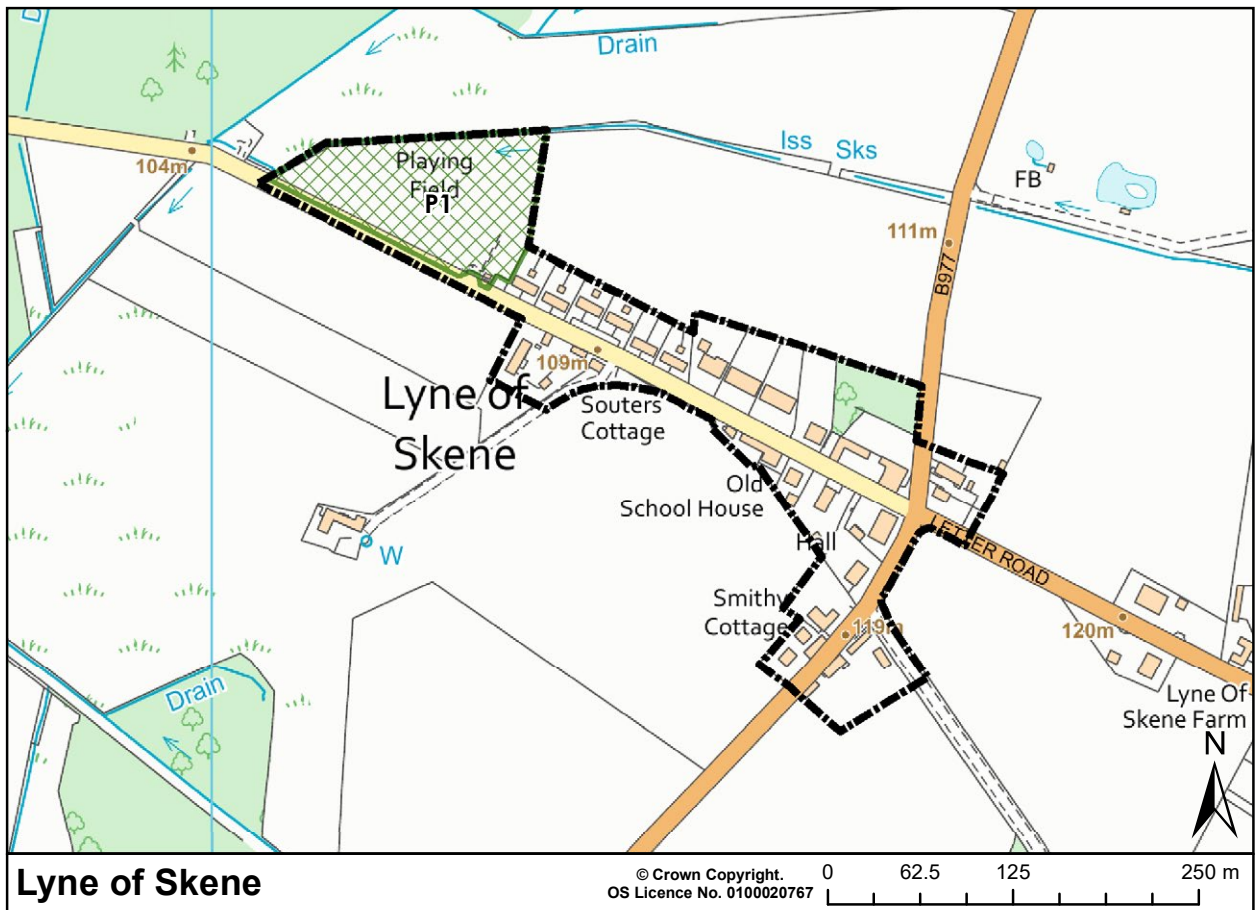 Drain
104m
Playing
Field
P1
Iss Sks
FB
111m
B977
109m
Lyne of
Skene
Souters
Cottage
Old
School House
Hall
LETTER ROAD
W
Smithy
Cottage
119m
120m
Drain
Lyne Of
Skene Farm
N
Lyne of Skene
© Crown Copyright.
OS Licence No. 0100020767
0 62.5 125 250 m